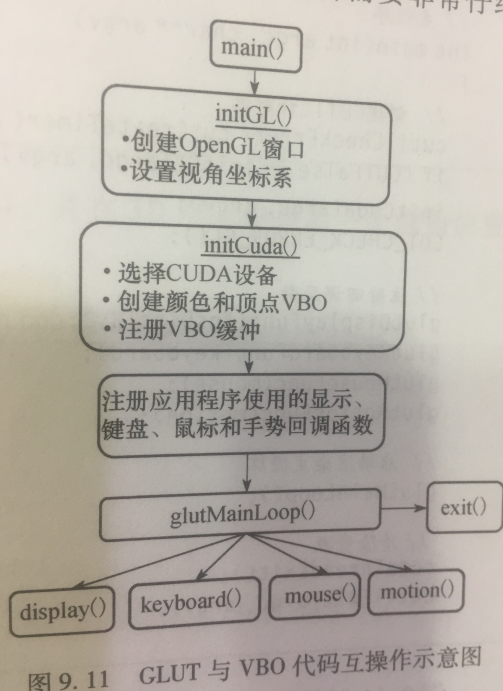 main()
initGL()
•创建OpenGL窗口
•设置视角坐标系
initCuda()
• 选择CUDA设备
• 创建颜色和顶点VBO
• 注册VBO缓冲
注册应用程序使用的显示、
键盘、鼠标和手势回调函数
glutMainLoop()
exit()
display()
keyboard()
mouse()
motion()
图 9.11 GLUT 与 VBO 代码互操作示意图